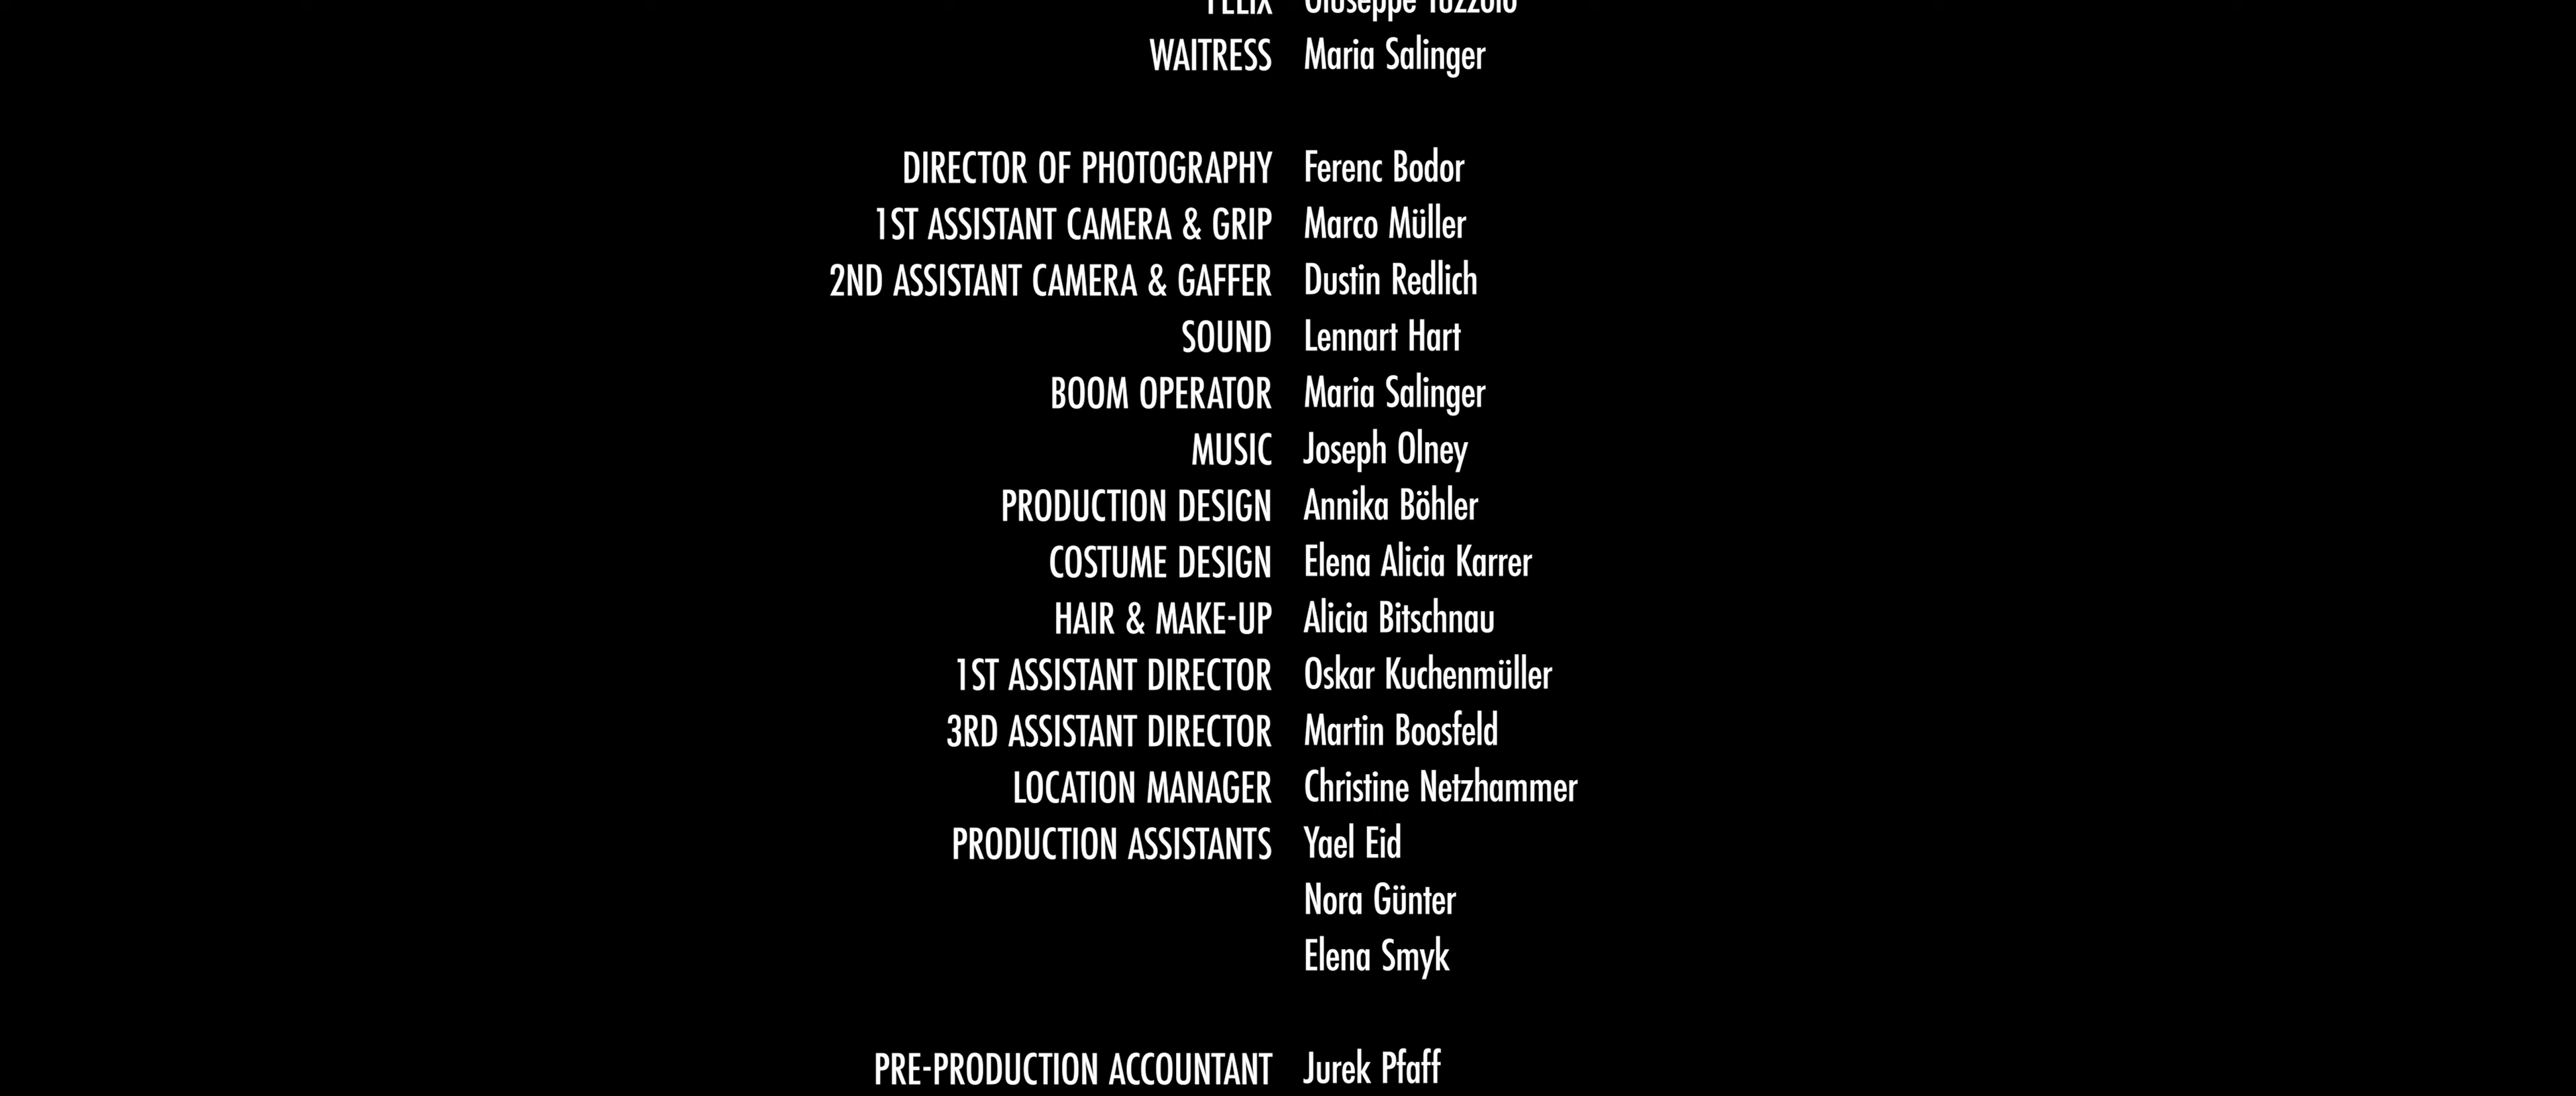 FELIX Giuseppe
WAITRESS Maria Salinger
DIRECTOR OF PHOTOGRAPHY Ferenc Bodor
1ST ASSISTANT CAMERA & GRIP Marco Müller
2ND ASSISTANT CAMERA & GAFFER Dustin Redlich
SOUND Lennart Hart
BOOM OPERATOR Maria Salinger
MUSIC Joseph Olney
PRODUCTION DESIGN Annika Böhler
COSTUME DESIGN Elena Alicia Karrer
HAIR & MAKE-UP Alicia Bitschnau
1ST ASSISTANT DIRECTOR Oskar Kuchenmüller
3RD ASSISTANT DIRECTOR Martin Boosfeld
LOCATION MANAGER Christine Netzhammer
PRODUCTION ASSISTANTS Yael Eid
Nora Günter
Elena Smyk
PRE-PRODUCTION ACCOUNTANT Jurek Pfaff